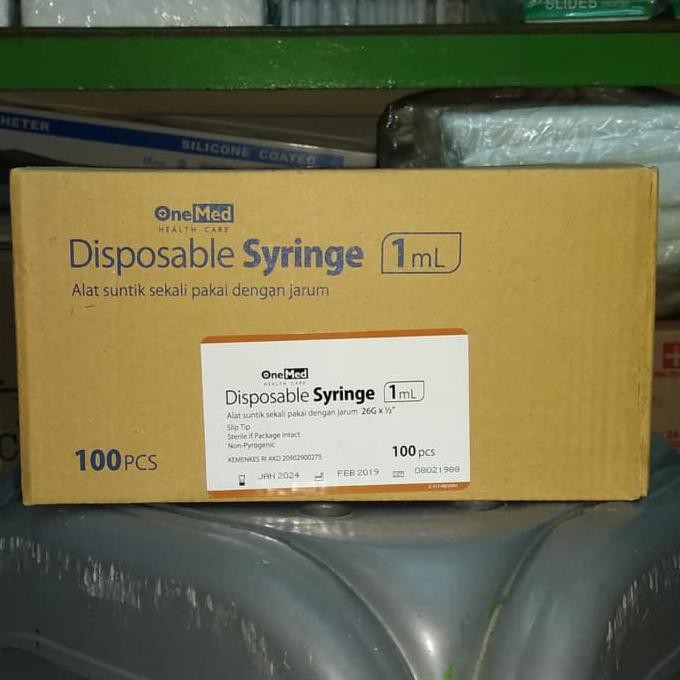 SLIDES
HETER
SILICONE COATED
OneMed
HEALTH CARE
Disposable Syringe 1mL
Alat suntik sekali pakai dengan jarum
OneMed
HEALTH CARE
Disposable Syringe 1mL
Alat suntik sekali pakai dengan jarum 26G x ½"
Slip Tip
Sterile if Package Intact
Non-Pyrogenic
KEMENKES RI AKD 20902900275
100 pcs
JAN 2024 FEB 2019 08021988
100 PCS